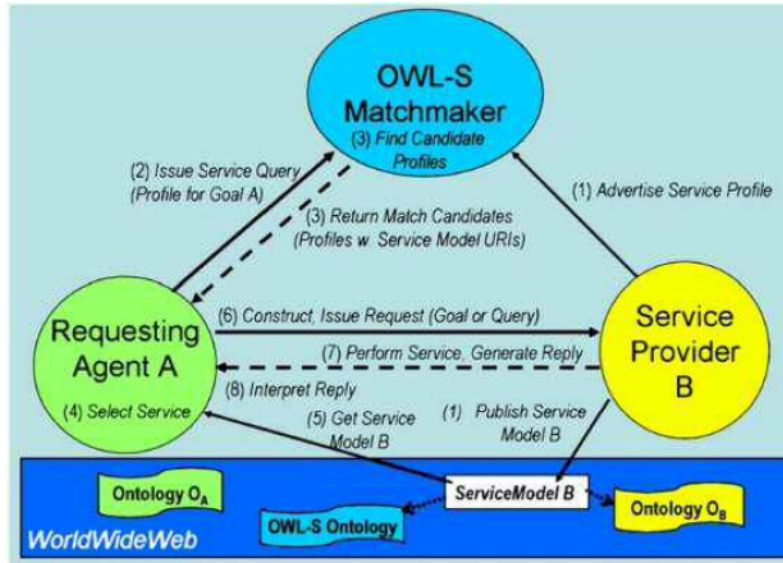 OWL-S
Matchmaker
(3) Find Candidate
Profiles
(2) Issue Service Query
(Profile for Goal A)
(1) Advertise Service Profile
(3) Return Match Candidates
(Profiles w. Service Model URIs)
Requesting
Agent A
(4) Select Service
(6) Construct, Issue Request (Goal or Query)
(7) Perform Service, Generate Reply
(8) Interpret Reply
Service
Provider
B
(5) Get Service
Model B
(1) Publish Service
Model B
Ontology OA
OWL-S Ontology
ServiceModel B
Ontology OB
WorldWideWeb